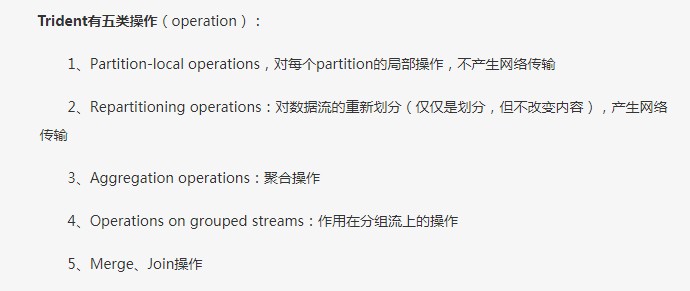 Trident有五类操作（operation）：
1、Partition-local operations，对每个partition的局部操作，不产生网络传输
2、Repartitioning operations：对数据流的重新划分（仅仅是划分，但不改变内容），产生网络
传输
3、Aggregation operations：聚合操作
4、Operations on grouped streams：作用在分组流上的操作
5、Merge、Join操作